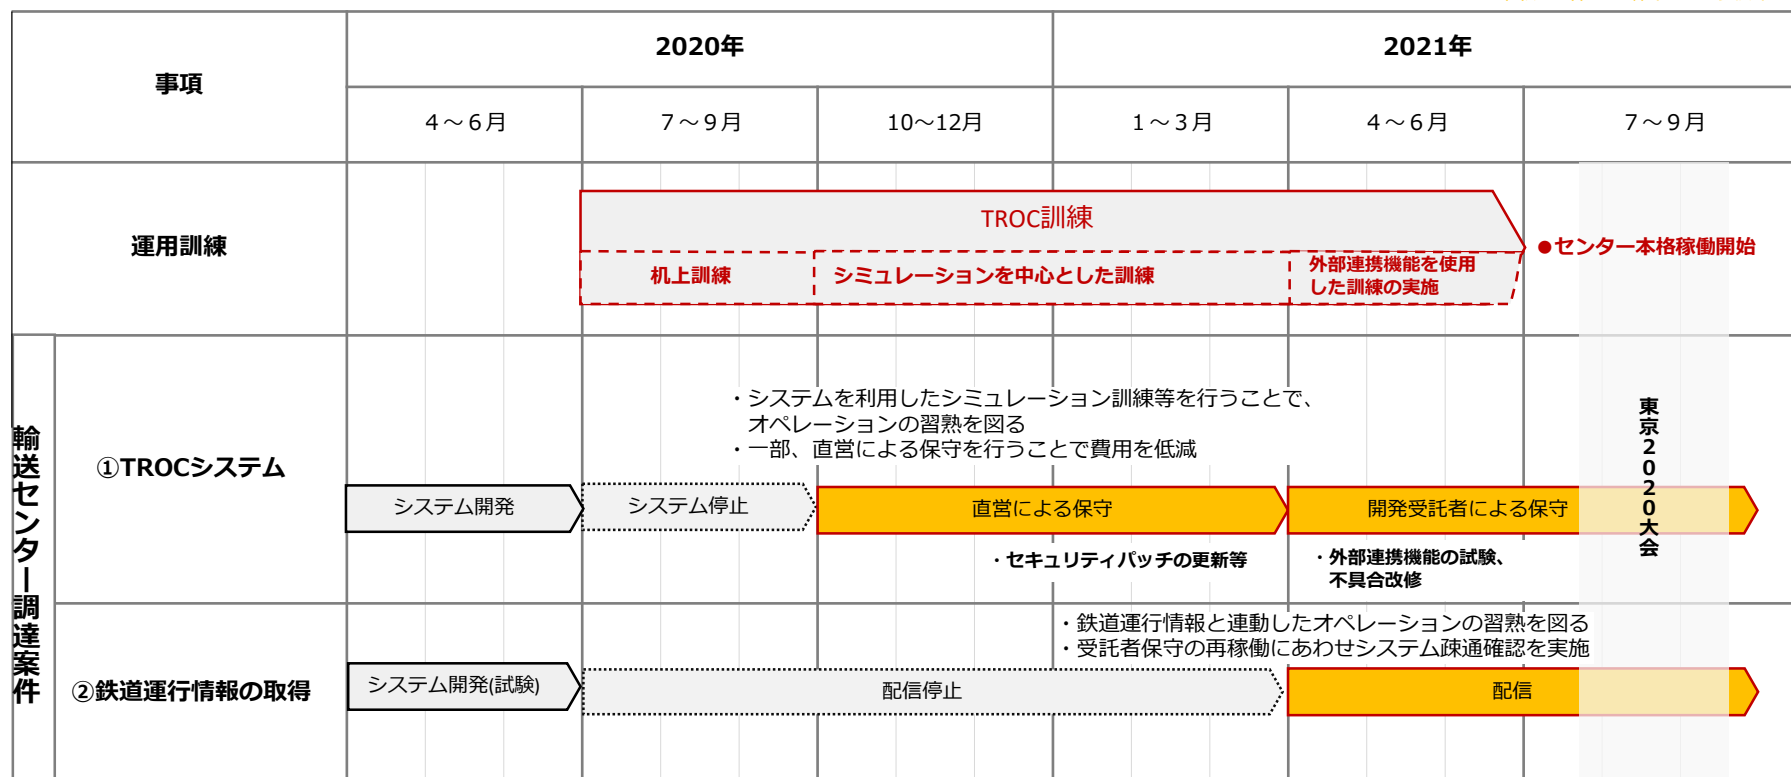 事項
2020年
2021年
4～6月
7～9月
10～12月
1～3月
4～6月
7～9月
運用訓練
TROC訓練
机上訓練
シミュレーションを中心とした訓練
外部連携機能を使用
した訓練の実施
●センター本格稼働開始
輸送センター調達案件
①TROCシステム
・システムを利用したシミュレーション訓練等を行うことで、
オペレーションの習熟を図る
・一部、直営による保守を行うことで費用を低減
システム開発
システム停止
直営による保守
開発受託者による保守
・セキュリティパッチの更新等
・外部連携機能の試験、
不具合改修
東京2020大会
②鉄道運行情報の取得
・鉄道運行情報と連動したオペレーションの習熟を図る
・受託者保守の再稼働にあわせシステム疎通確認を実施
システム開発(試験)
配信停止
配信